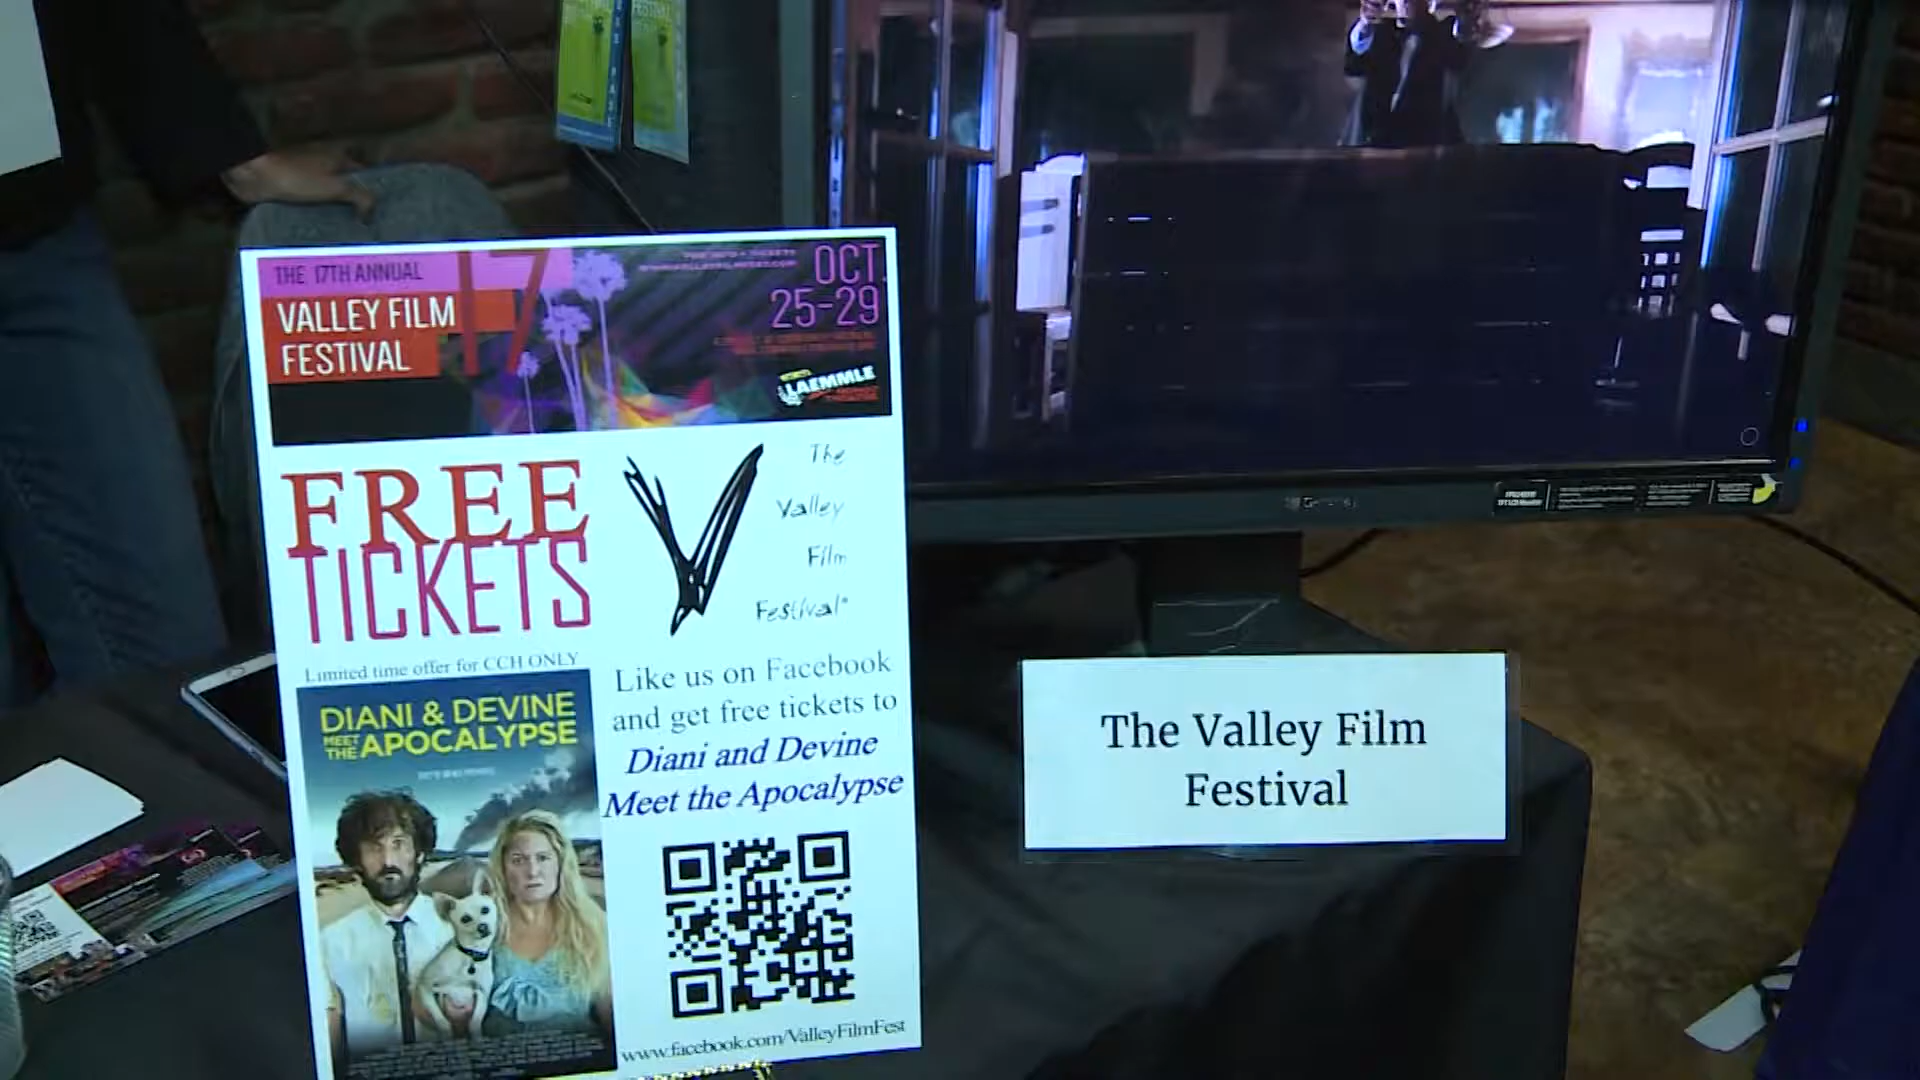 THE 17TH ANNUAL
17
VALLEY FILM
FESTIVAL
OCT
25-29
LAEMMLE
FREE
TICKETS
Limited time offer for CCH ONLY
The
Valley
Film
Festival
Like us on Facebook
and get free tickets to
Diani and Devine
Meet the Apocalypse
DIANI & DEVINE
MEET
THE APOCALYPSE
www.facebook.com/ValleyFilmFest
The Valley Film
Festival